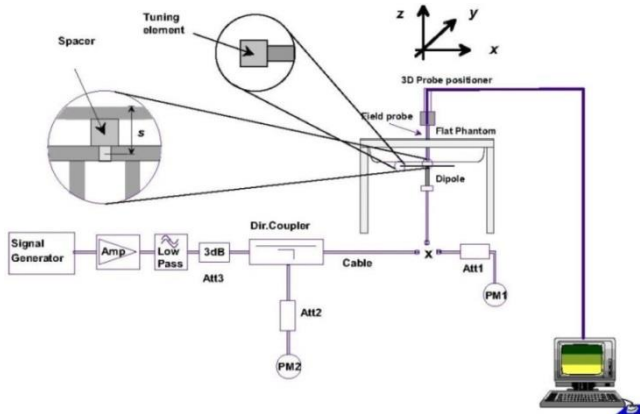 Tuning
element
Spacer
s
z
y
x
3D Probe positioner
Field probe
Flat Phantom
Dipole
Signal
Generator
Amp
Low
Pass
3dB
Att3
Dir.Coupler
Cable
x
Att1
PM1
Att2
PM2